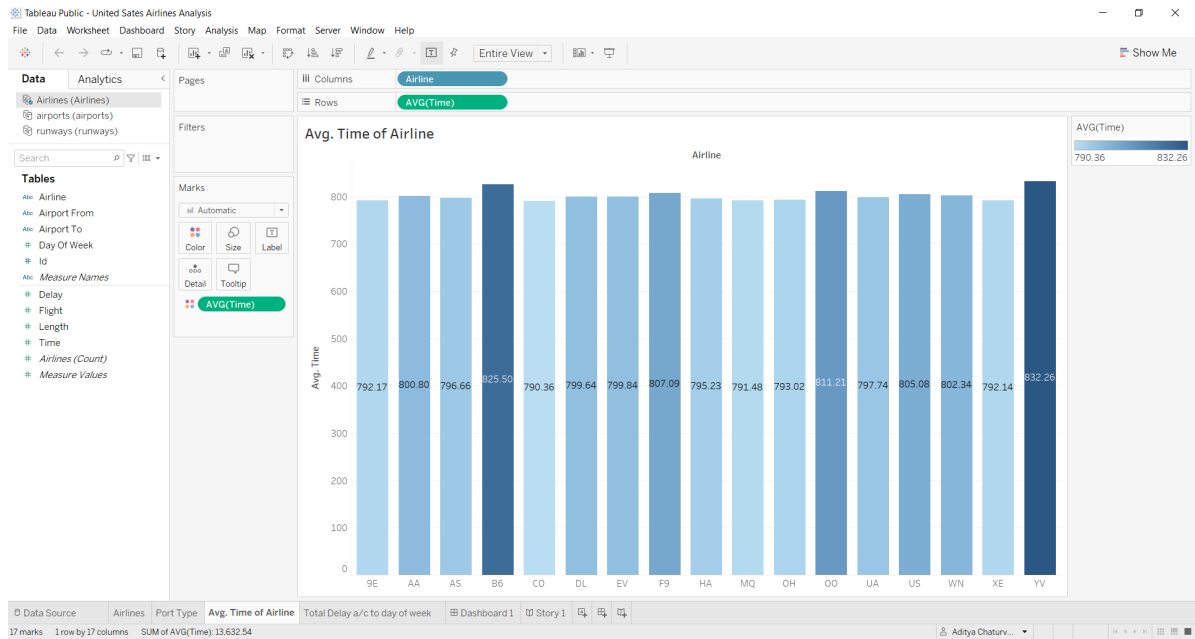 Tableau Public - United Sates Airlines Analysis
File Data Worksheet Dashboard Story Analysis Map Format Server Window Help
Entire View
Show Me
Data Analytics
Airlines (Airlines)
airports (airports)
runways (runways)
Search
Tables
Abc Airline
Abc Airport From
Abc Airport To
# Day Of Week
# Id
Abc Measure Names
# Delay
# Flight
# Length
# Time
# Airlines (Count)
# Measure Values
Pages
Filters
Marks
Automatic
Color Size Label
Detail Tooltip
AVG(Time)
Columns Airline
Rows AVG(Time)
Avg. Time of Airline
Airline
Avg. Time
800
700
600
500
400
300
200
100
0
792.17 800.80 796.66 825.50 790.36 799.64 799.84 807.09 795.23 791.48 793.02 811.21 797.74 805.08 802.34 792.14 832.26
9E AA AS B6 CO DL EV F9 HA MQ OH OO UA US WN XE YV
AVG(Time)
790.36 832.26
Data Source Airlines Port Type Avg. Time of Airline Total Delay a/c to day of week Dashboard 1 Story 1
17 marks 1 row by 17 columns SUM of AVG(Time): 13,632.54 Aditya Chaturv...